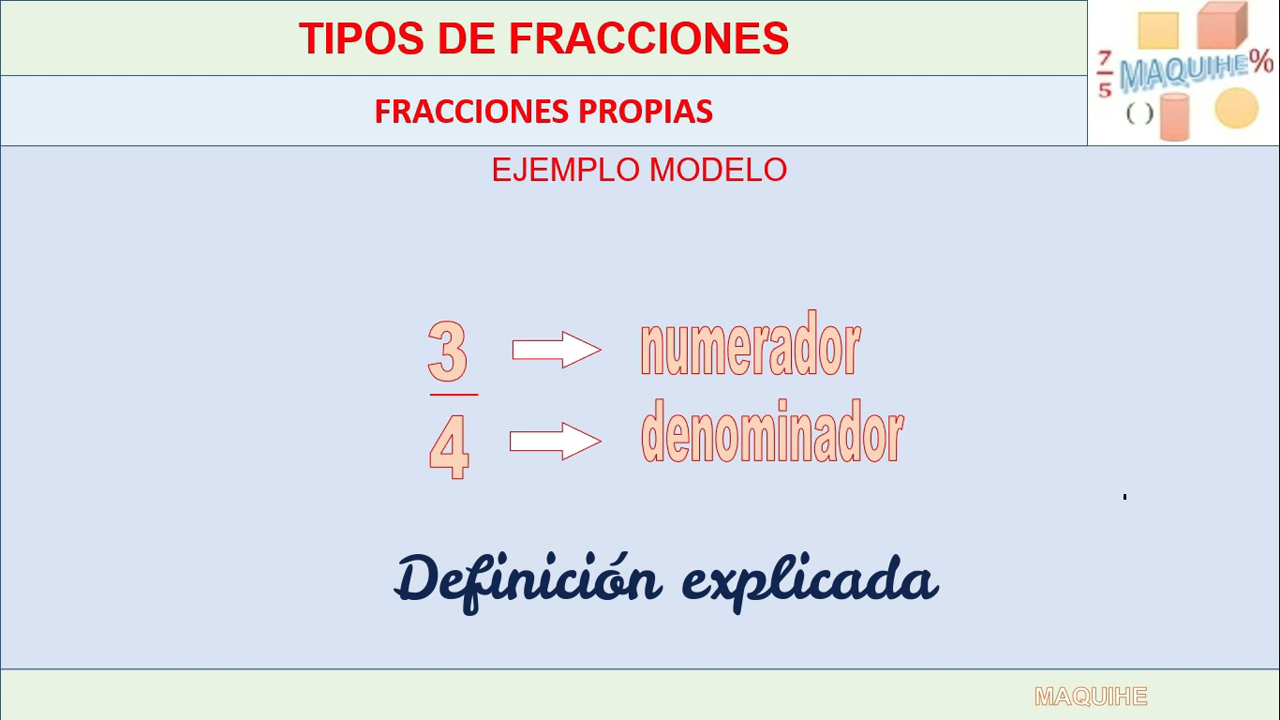 TIPOS DE FRACCIONES
FRACCIONES PROPIAS
7
5
MAQUIHE
%
()
EJEMPLO MODELO
3 numerador
4 denominador
Definición explicada
MAQUIHE